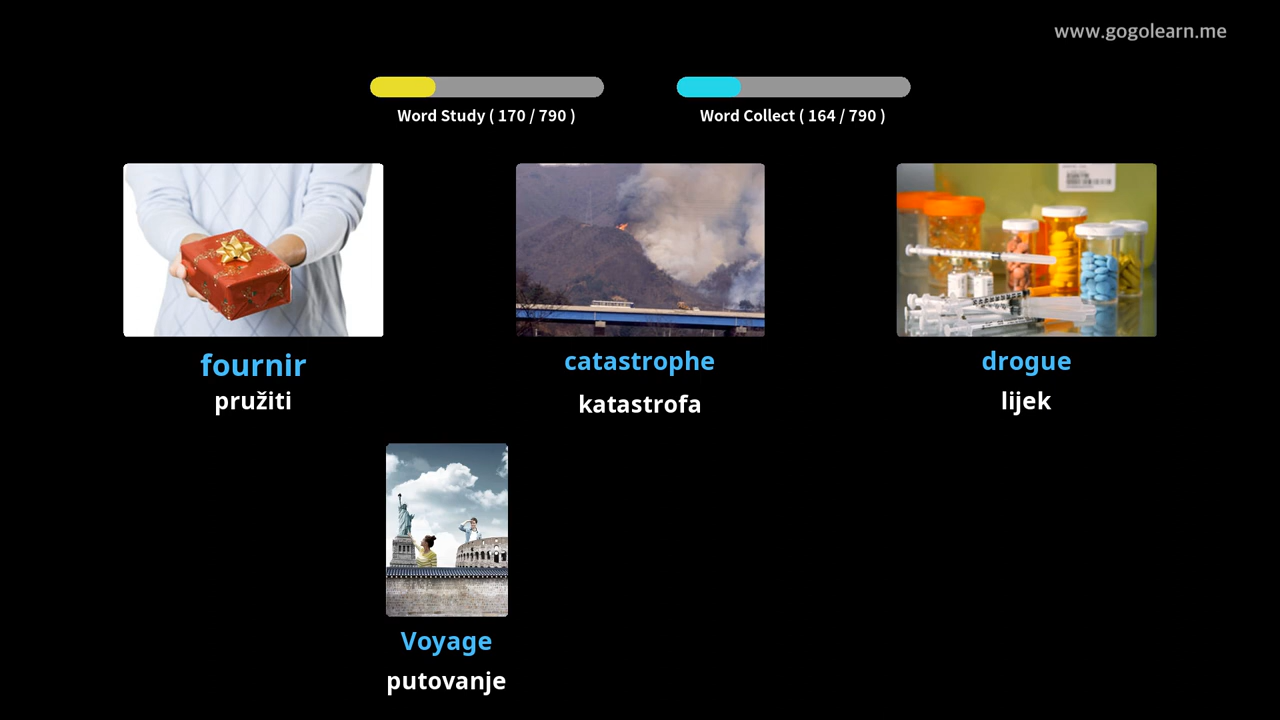 www.gogolearn.me
Word Study ( 170 / 790 )
Word Collect ( 164 / 790 )
fournir
pružiti
catastrophe
katastrofa
drogue
lijek
Voyage
putovanje